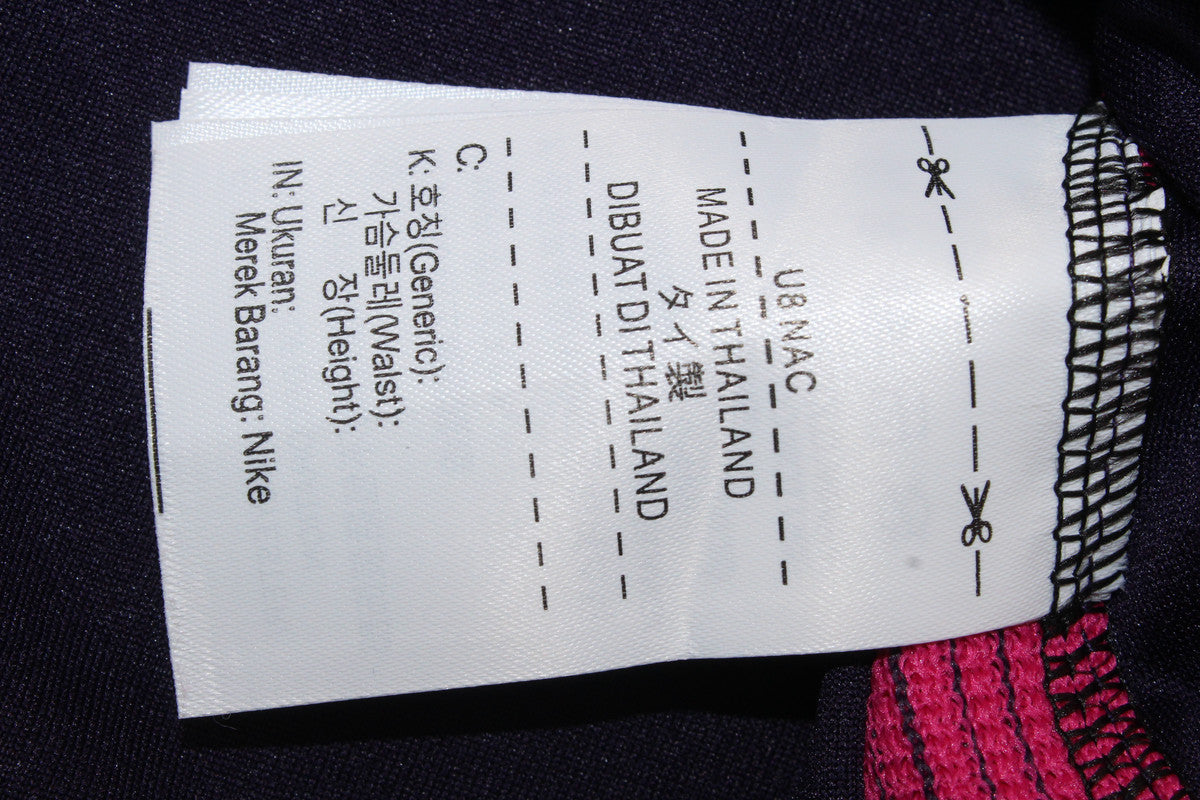 U8 NAC
MADE IN THAILAND
タイ製
DIBUAT DI THAILAND
C:
K: 호칭(Generic):
가슴둘레(Walst):
신 장(Height):
IN: Ukuran:
Merek Barang: Nike